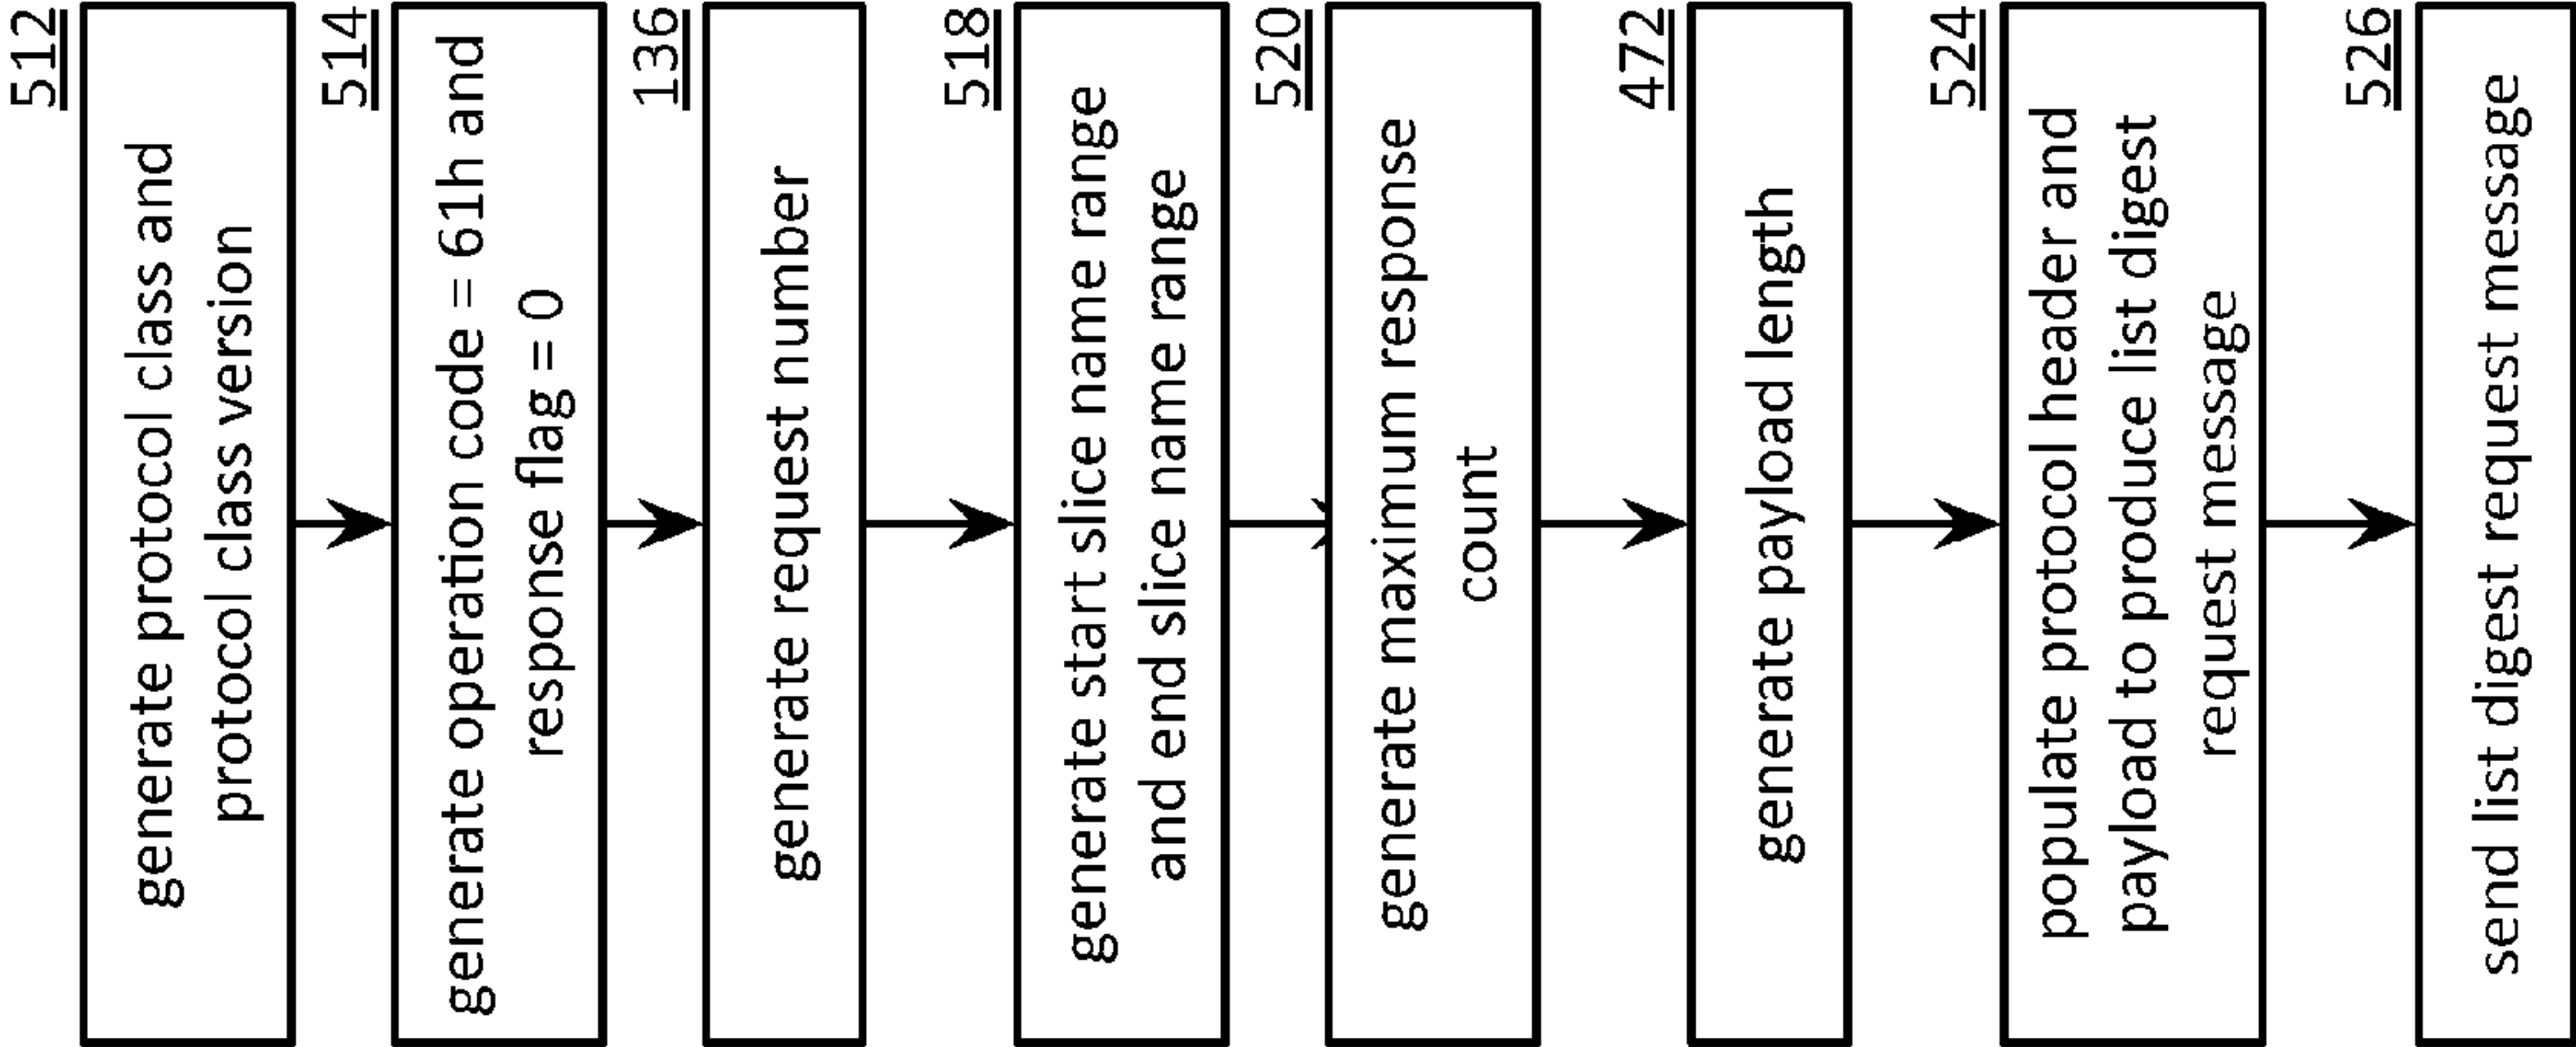 512
generate protocol class and
protocol class version
514
generate operation code = 61h and
response flag = 0
136
generate request number
518
generate start slice name range
and end slice name range
520
generate maximum response
count
472
generate payload length
524
populate protocol header and
payload to produce list digest
request message
526
send list digest request message